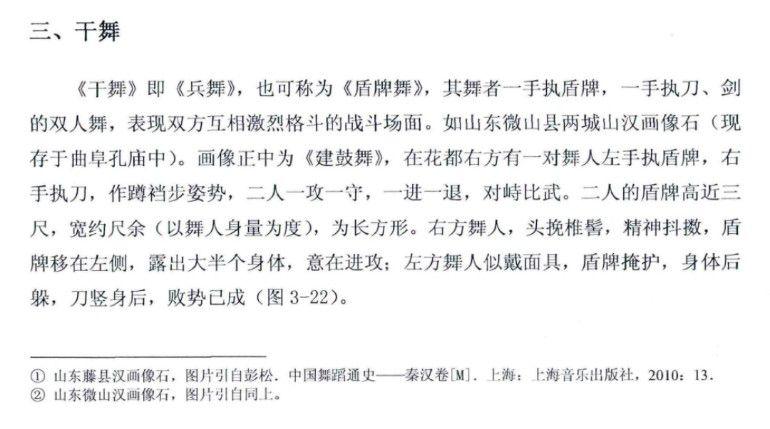 三、干舞
《干舞》即《兵舞》，也可称为《盾牌舞》，其舞者一手执盾牌，一手执刀、剑
的双人舞，表现双方互相激烈格斗的战斗场面。如山东微山县两城山汉画像石（现
存于曲阜孔庙中）。画像正中为《建鼓舞》，在花都右方有一对舞人左手执盾牌，右
手执刀，作蹲裆步姿势，二人一攻一守，一进一退，对峙比武。二人的盾牌高近三
尺，宽约尺余（以舞人身量为度），为长方形。右方舞人，头挽椎髻，精神抖擞，盾
牌移在左侧，露出大半个身体，意在进攻；左方舞人似戴面具，盾牌掩护，身体后
躲，刀竖身后，败势已成（图 3-22）。
① 山东藤县汉画像石，图片引自彭松．中国舞蹈通史——秦汉卷[M]．上海：上海音乐出版社，2010：13．
② 山东微山汉画像石，图片引自同上。